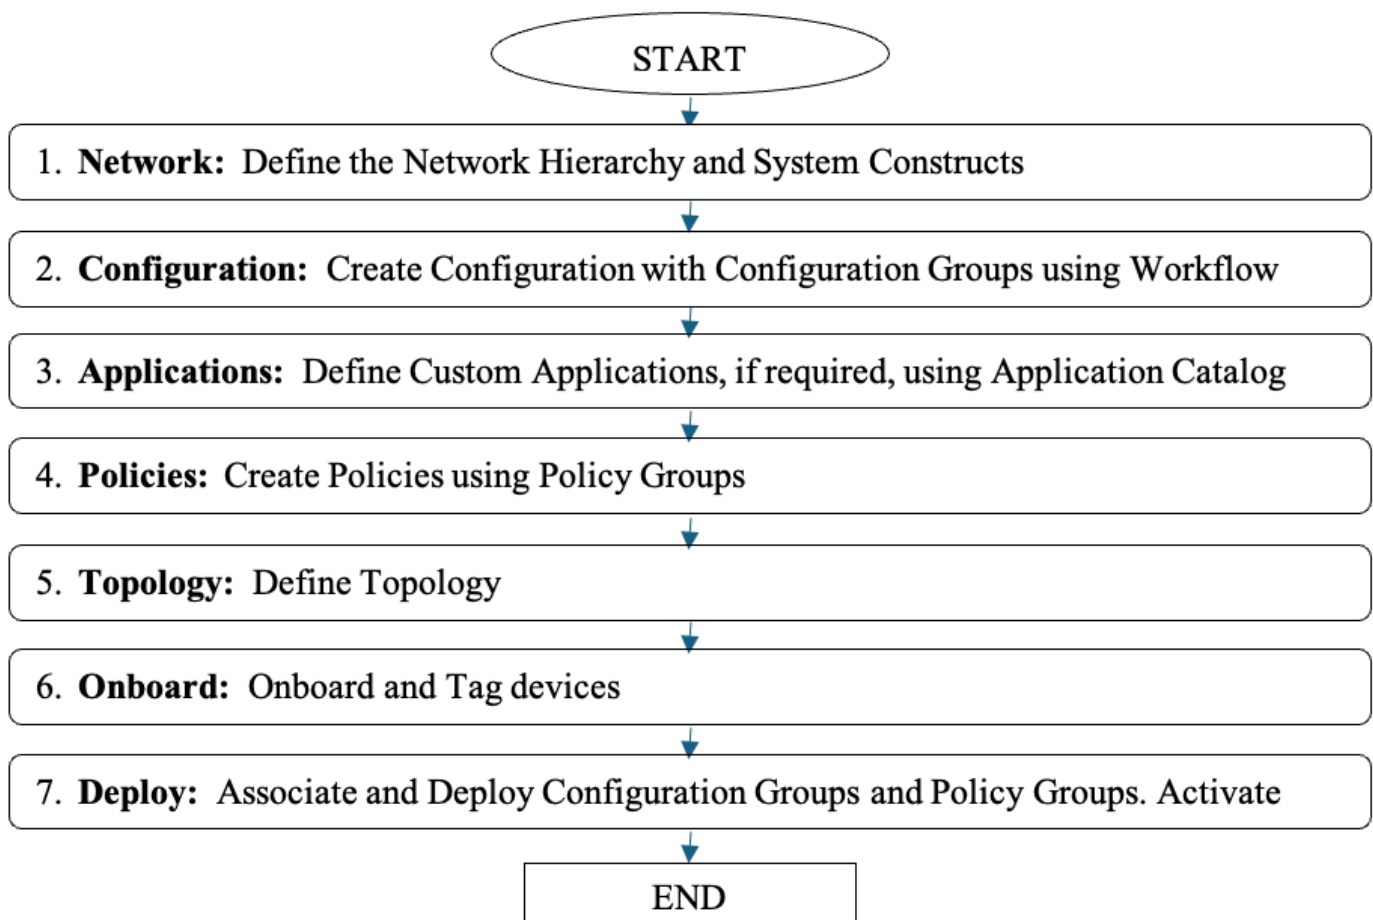 START
1. Network: Define the Network Hierarchy and System Constructs
2. Configuration: Create Configuration with Configuration Groups using Workflow
3. Applications: Define Custom Applications, if required, using Application Catalog
4. Policies: Create Policies using Policy Groups
5. Topology: Define Topology
6. Onboard: Onboard and Tag devices
7. Deploy: Associate and Deploy Configuration Groups and Policy Groups. Activate
END